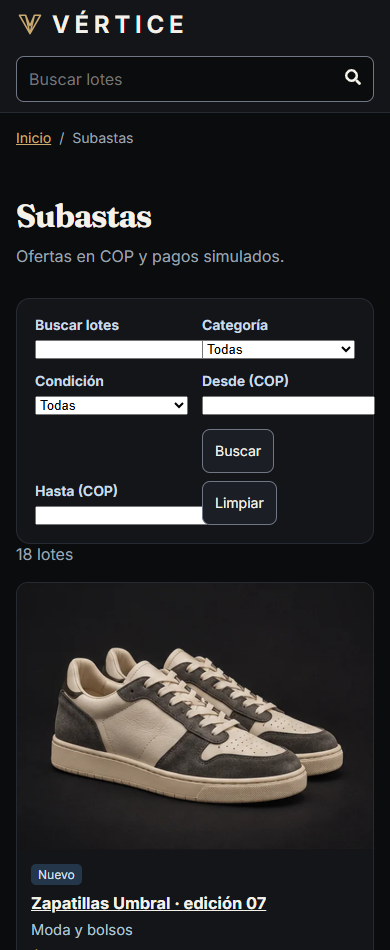 VÉRTICE
Buscar lotes
Inicio / Subastas
Subastas
Ofertas en COP y pagos simulados.
Buscar lotes
Categoría
Todas
Condición
Desde (COP)
Todas
Buscar
Hasta (COP)
Limpiar
18 lotes
Nuevo
Zapatillas Umbral · edición 07
Moda y bolsos